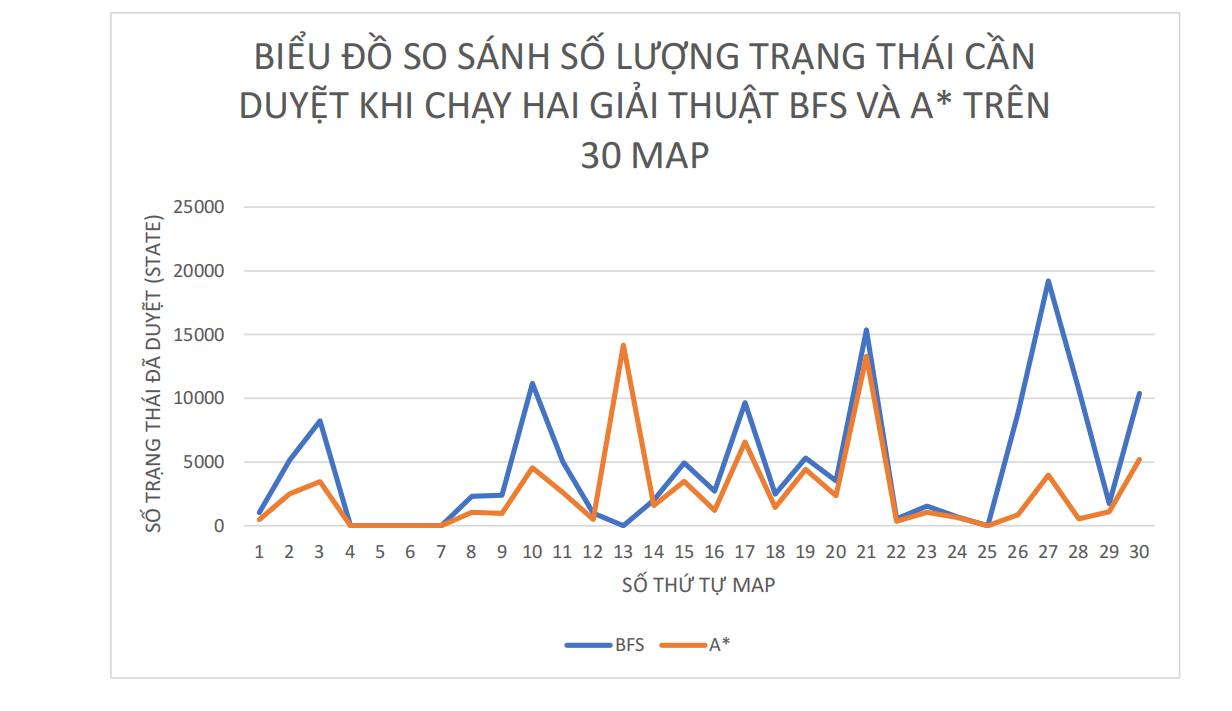 BIỂU ĐỒ SO SÁNH SỐ LƯỢNG TRẠNG THÁI CẦN
DUYỆT KHI CHẠY HAI GIẢI THUẬT BFS VÀ A* TRÊN
30 MAP
SỐ TRẠNG THÁI ĐÃ DUYỆT (STATE)
25000
20000
15000
10000
5000
0
1 2 3 4 5 6 7 8 9 10 11 12 13 14 15 16 17 18 19 20 21 22 23 24 25 26 27 28 29 30
SỐ THỨ TỰ MAP
BFS A*